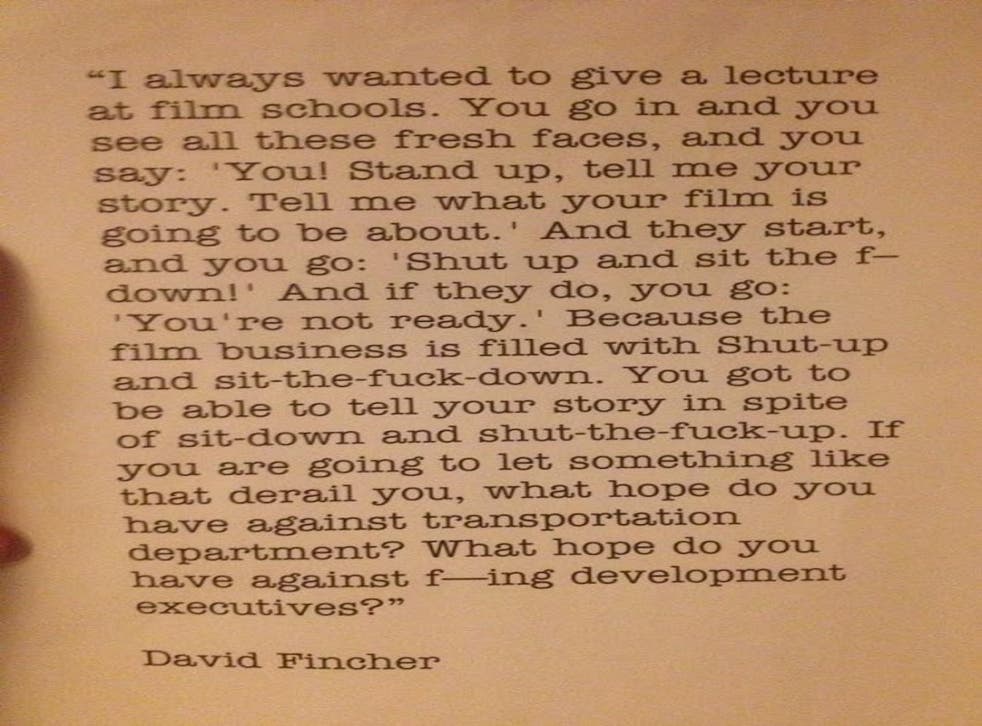 “I always wanted to give a lecture
at film schools. You go in and you
see all these fresh faces, and you
say: 'You! Stand up, tell me your
story. Tell me what your film is
going to be about.' And they start,
and you go: 'Shut up and sit the f—
down!' And if they do, you go:
'You're not ready.' Because the
film business is filled with Shut-up
and sit-the-fuck-down. You got to
be able to tell your story in spite
of sit-down and shut-the-fuck-up. If
you are going to let something like
that derail you, what hope do you
have against transportation
department? What hope do you
have against f—ing development
executives?”
David Fincher